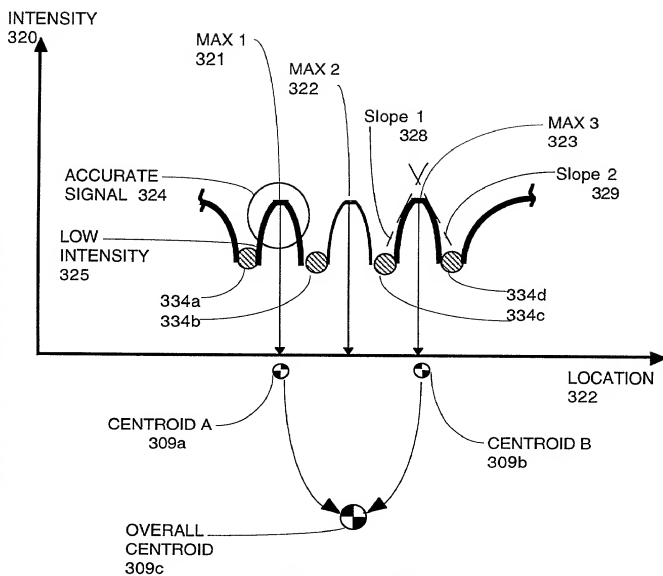 INTENSITY
320
MAX 1
321
MAX 2
322
Slope 1
328
MAX 3
323
Slope 2
329
ACCURATE
SIGNAL 324
LOW
INTENSITY
325
334a
334b
334d
334c
LOCATION
322
CENTROID A
309a
CENTROID B
309b
OVERALL
CENTROID
309c